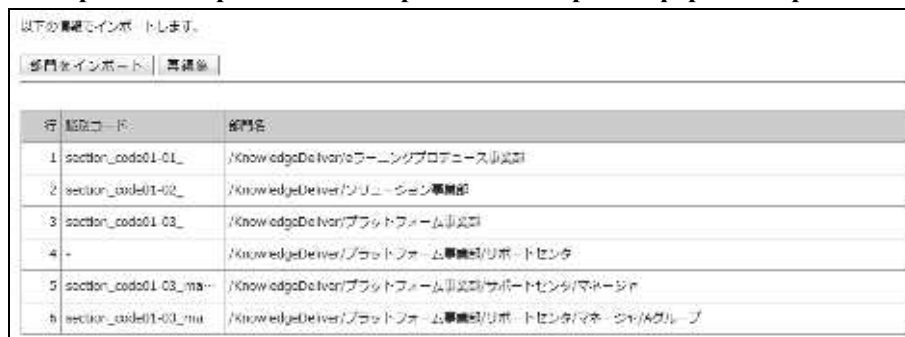 以下の情報でインポートします。
部門をインポート 再編集
行 識別コード 部門名
1 section_code01-01_ /KnowledgeDeliver/eラーニングプロデュース事業部
2 section_code01-02_ /KnowledgeDeliver/ソリューション事業部
3 section_code01-03_ /KnowledgeDeliver/プラットフォーム事業部
4 - /KnowledgeDeliver/プラットフォーム事業部/サポートセンタ
5 section_code01-03_ma… /KnowledgeDeliver/プラットフォーム事業部/サポートセンタ/マネージャ
6 section_code01-03_ma /KnowledgeDeliver/プラットフォーム事業部/サポートセンタ/マネージャ/Aグループ